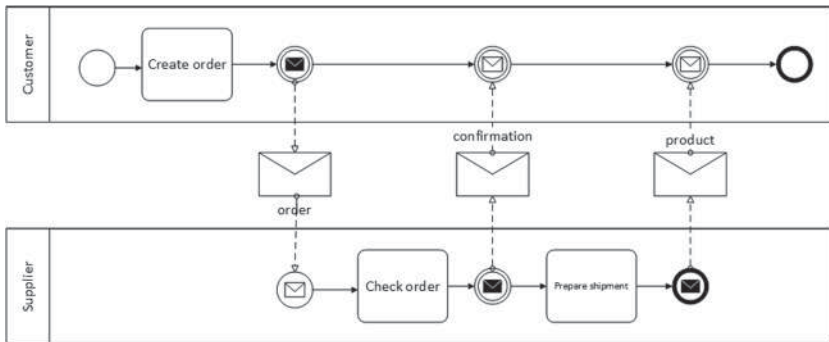 Customer
Create order
confirmation
product
order
Supplier
Check order
Prepare shipment